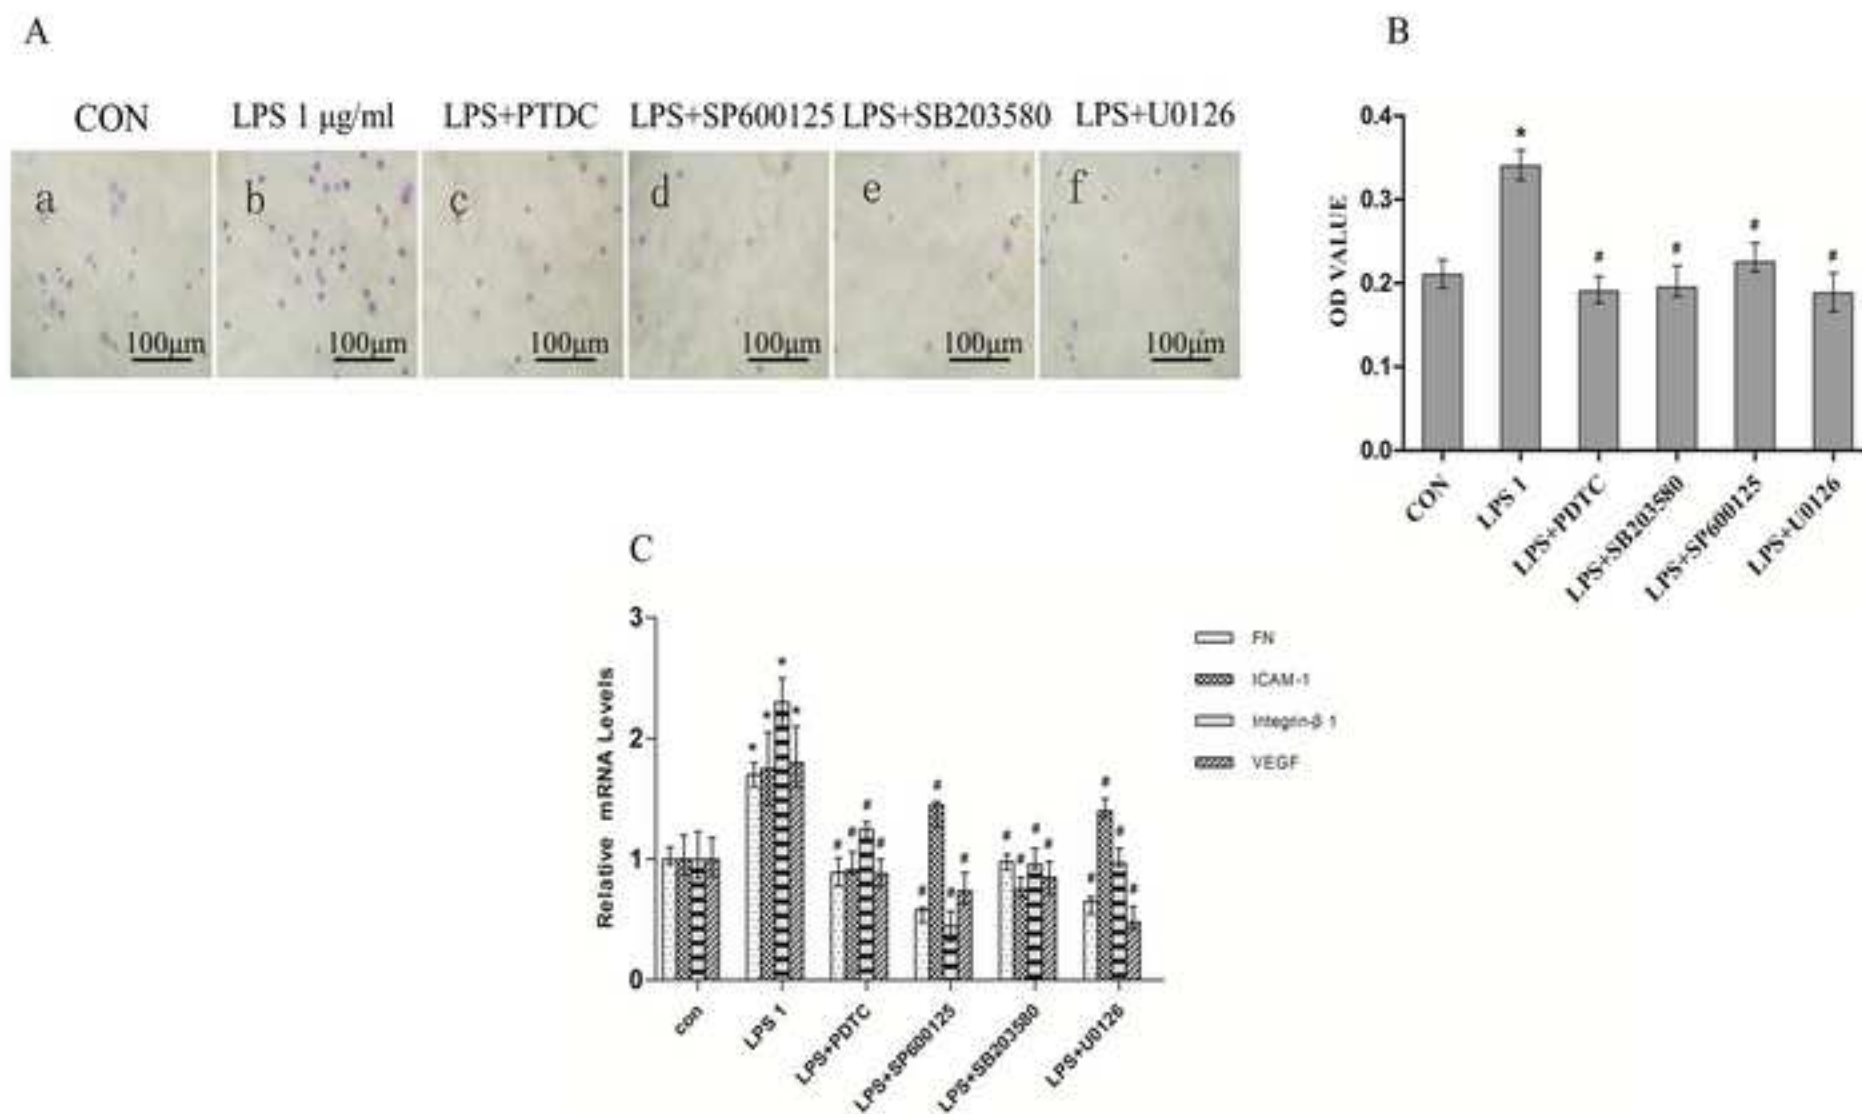 A
CON
LPS 1 μg/ml
LPS+PTDC
LPS+SP600125
LPS+SB203580
LPS+U0126
a
b
c
d
e
f
100μm
100μm
100μm
100μm
100μm
100μm
B
OD VALUE
0.4
0.3
0.2
0.1
0.0
*
#
#
#
#
CON
LPS 1
LPS+PDTC
LPS+SB203580
LPS+SP600125
LPS+U0126
C
Relative mRNA Levels
3
2
1
0
* * * *
# # # #
# # # #
# # # #
# # # #
con
LPS 1
LPS+PDTC
LPS+SP600125
LPS+SB203580
LPS+U0126
FN
ICAM-1
Integrin-β 1
VEGF